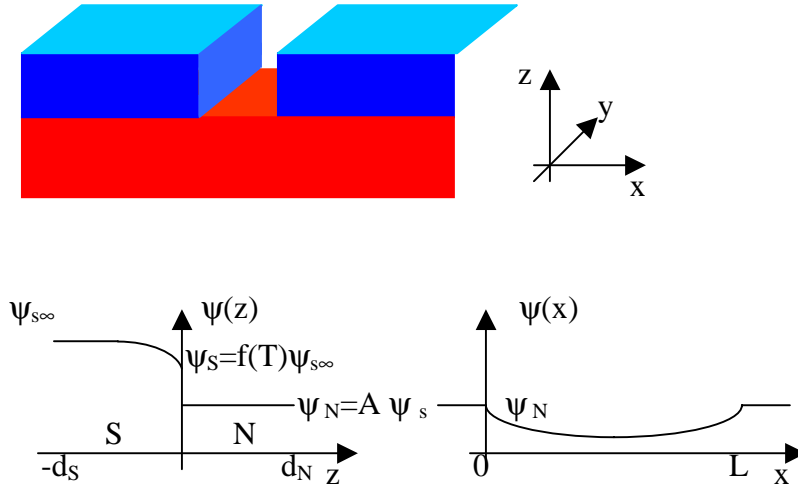 z
y
x
ψs∞ ψ(z)
ψS=f(T)ψs∞
ψN=A ψs
S N
-dS dN z
ψ(x)
ψN
0 L x